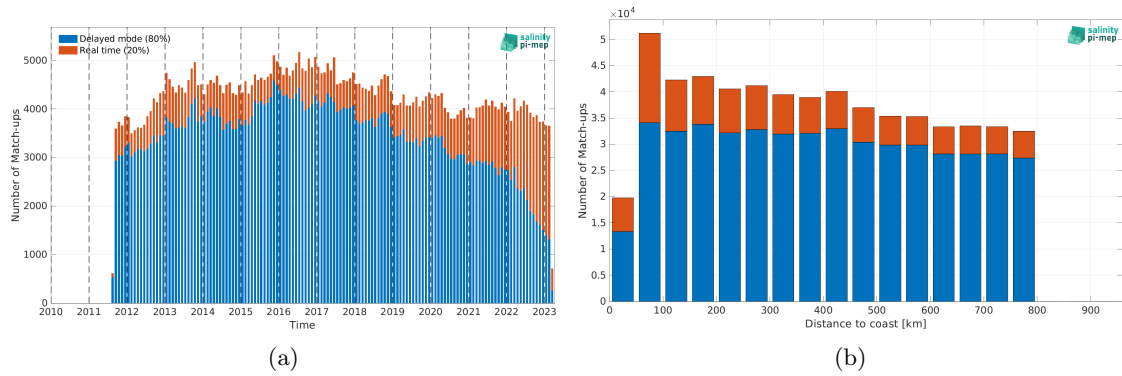 Delayed mode (80%)
Real time (20%)
salinity
pi-mep
Number of Match-ups
5000
4000
3000
2000
1000
0
2010 2011 2012 2013 2014 2015 2016 2017 2018 2019 2020 2021 2022 2023
Time
(a)
×10⁴
salinity
pi-mep
Number of Match-ups
5
4.5
4
3.5
3
2.5
2
1.5
1
0.5
0
0 100 200 300 400 500 600 700 800 900
Distance to coast [km]
(b)